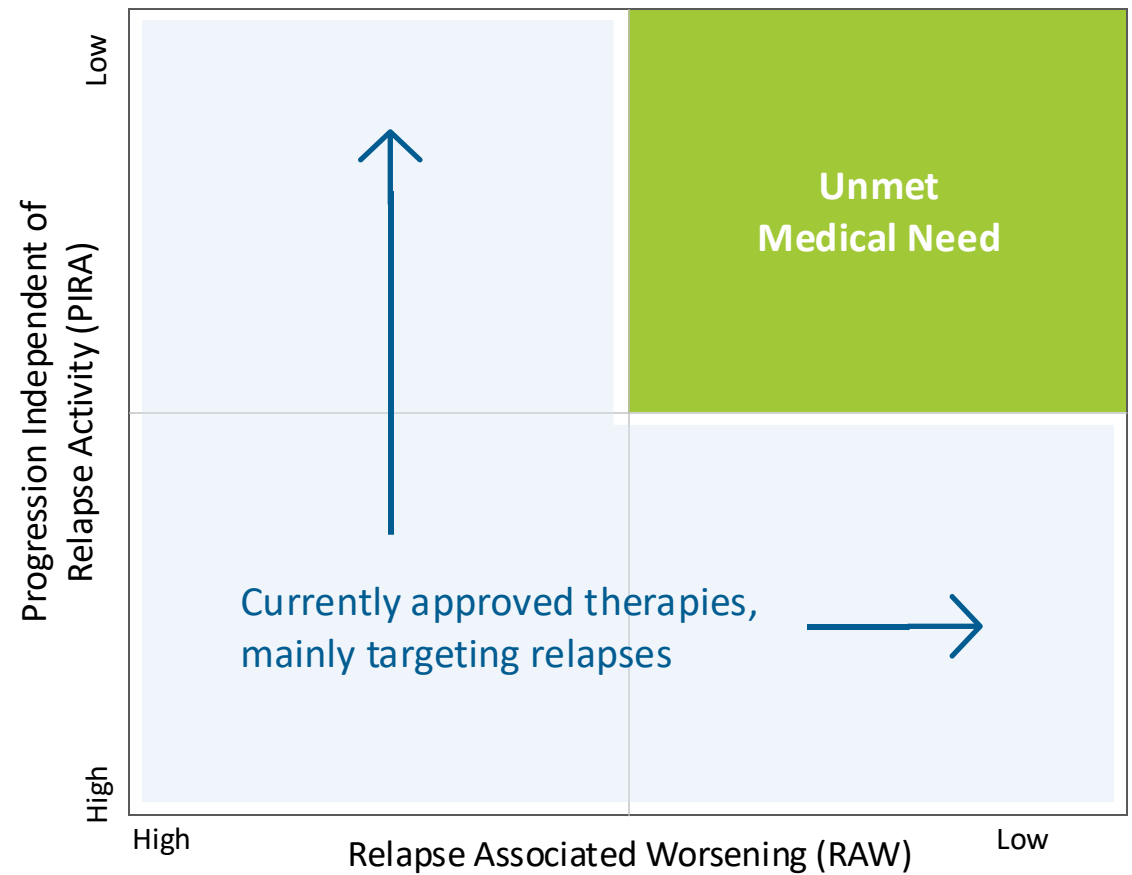 Low
Progression Independent of
Relapse Activity (PIRA)
High
Unmet
Medical Need
Currently approved therapies,
mainly targeting relapses
High
Relapse Associated Worsening (RAW)
Low